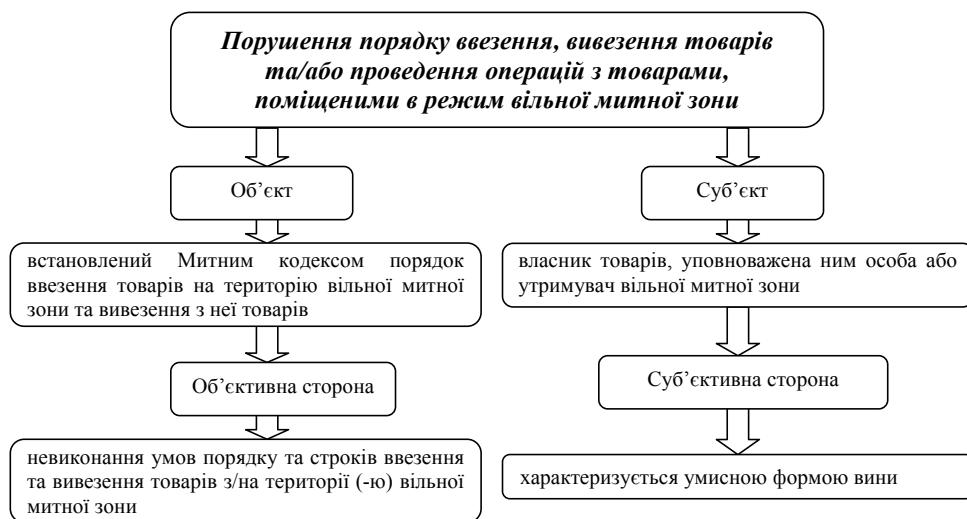 Порушення порядку ввезення, вивезення товарів
та/або проведення операцій з товарами,
поміщеними в режим вільної митної зони
Об’єкт
встановлений Митним кодексом порядок
ввезення товарів на територію вільної митної
зони та вивезення з неї товарів
Об’єктивна сторона
невиконання умов порядку та строків ввезення
та вивезення товарів з/на території (-ю) вільної
митної зони
Суб’єкт
власник товарів, уповноважена ним особа або
утримувач вільної митної зони
Суб’єктивна сторона
характеризується умисною формою вини